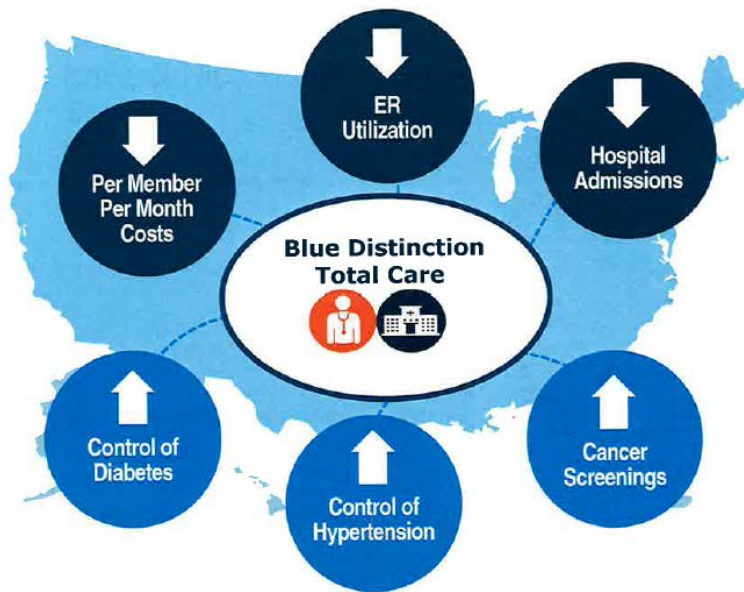 ER
Utilization
Hospital
Admissions
Per Member
Per Month
Costs
Blue Distinction
Total Care
Control of
Diabetes
Control of
Hypertension
Cancer
Screenings